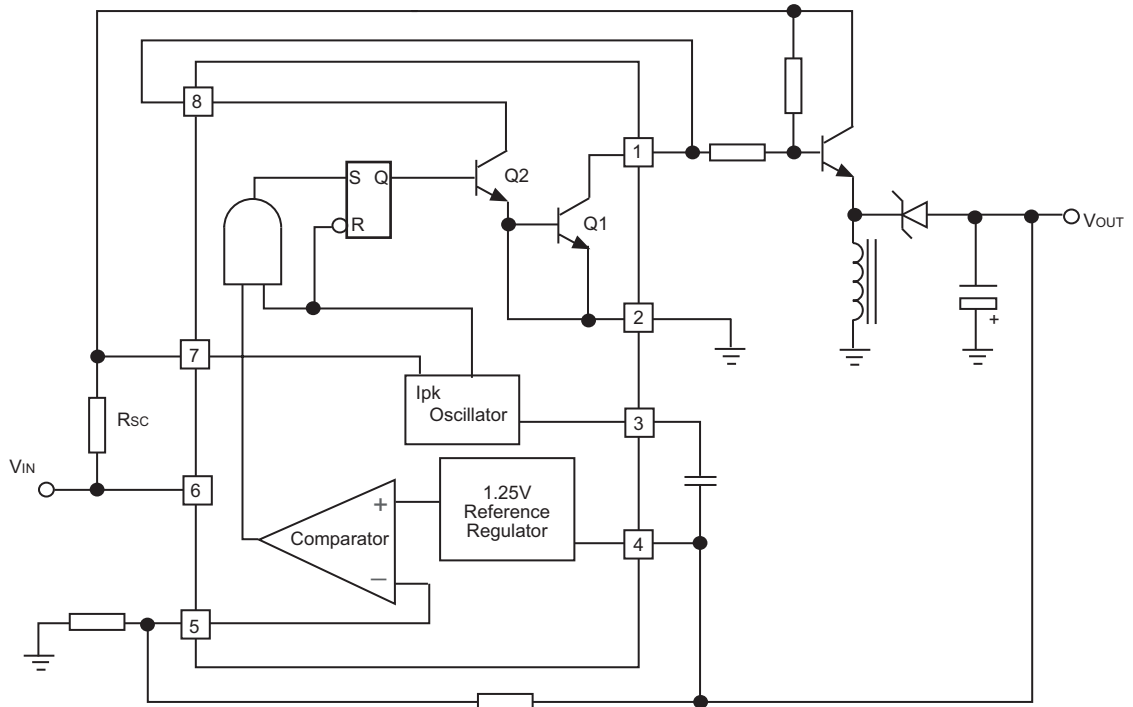 8
1
S Q
Q2
R
Q1
2
7
Ipk
Oscillator
3
RSC
VIN
6
+
1.25V
Reference
Regulator
Comparator
4
−
5
VOUT
+